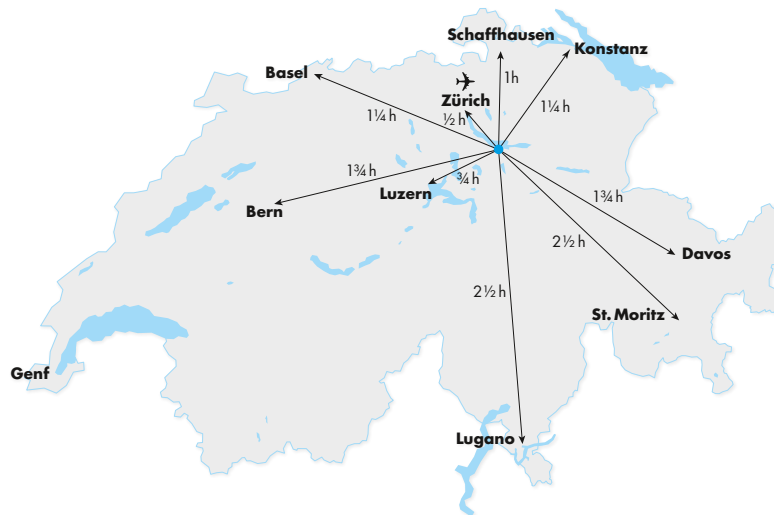 Schaffhausen
Konstanz
Basel
1h
Zürich
1¼ h
½ h
1¼ h
1¾ h
¾ h
Luzern
1¾ h
Bern
2½ h
Davos
2½ h
St. Moritz
Genf
Lugano